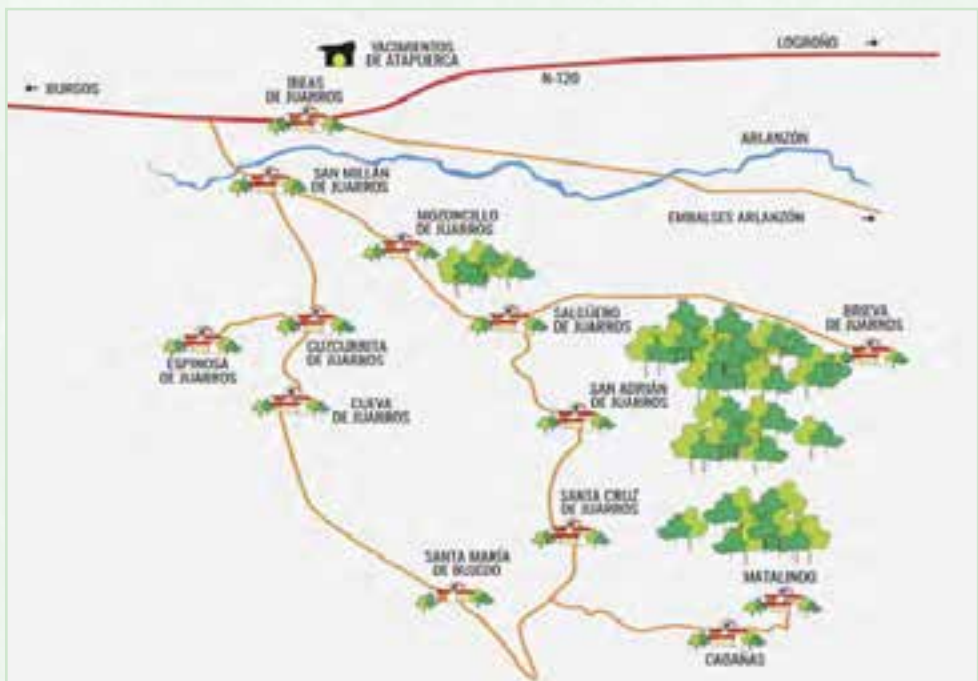 YACIMIENTOS
DE ATAPUERCA
LOGROÑO →
N-120
← BURGOS
IBEAS
DE JUARROS
ARLANZÓN
SAN MILLÁN
DE JUARROS
EMBALSES ARLANZÓN →
MOZONCILLO
DE JUARROS
SALGÜERO
DE JUARROS
BRIEVA
DE JUARROS
ESPINOSA
DE JUARROS
CUZCURRITA
DE JUARROS
SAN ADRIÁN
DE JUARROS
CUEVA
DE JUARROS
SANTA CRUZ
DE JUARROS
SANTA MARÍA
DE BUJEDO
MATALINDO
CABAÑAS